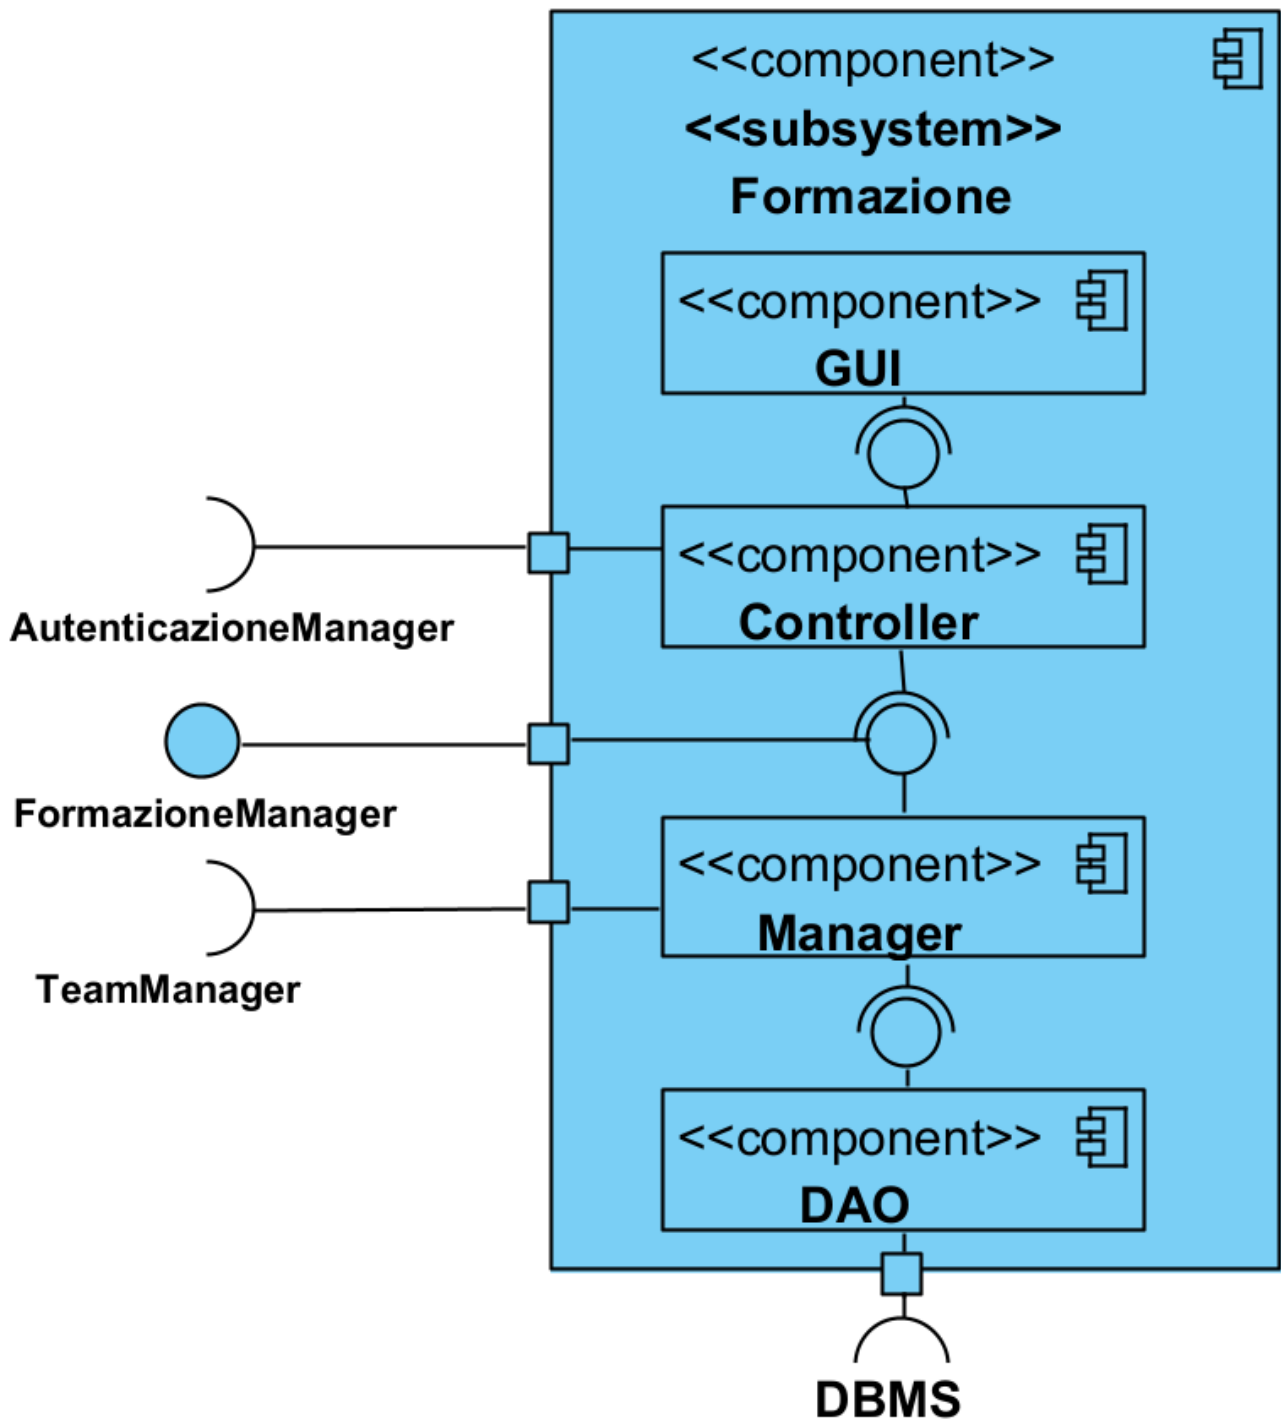 <<component>>
<<subsystem>>
Formazione
<<component>>
GUI
<<component>>
Controller
AutenticazioneManager
FormazioneManager
<<component>>
Manager
TeamManager
<<component>>
DAO
DBMS